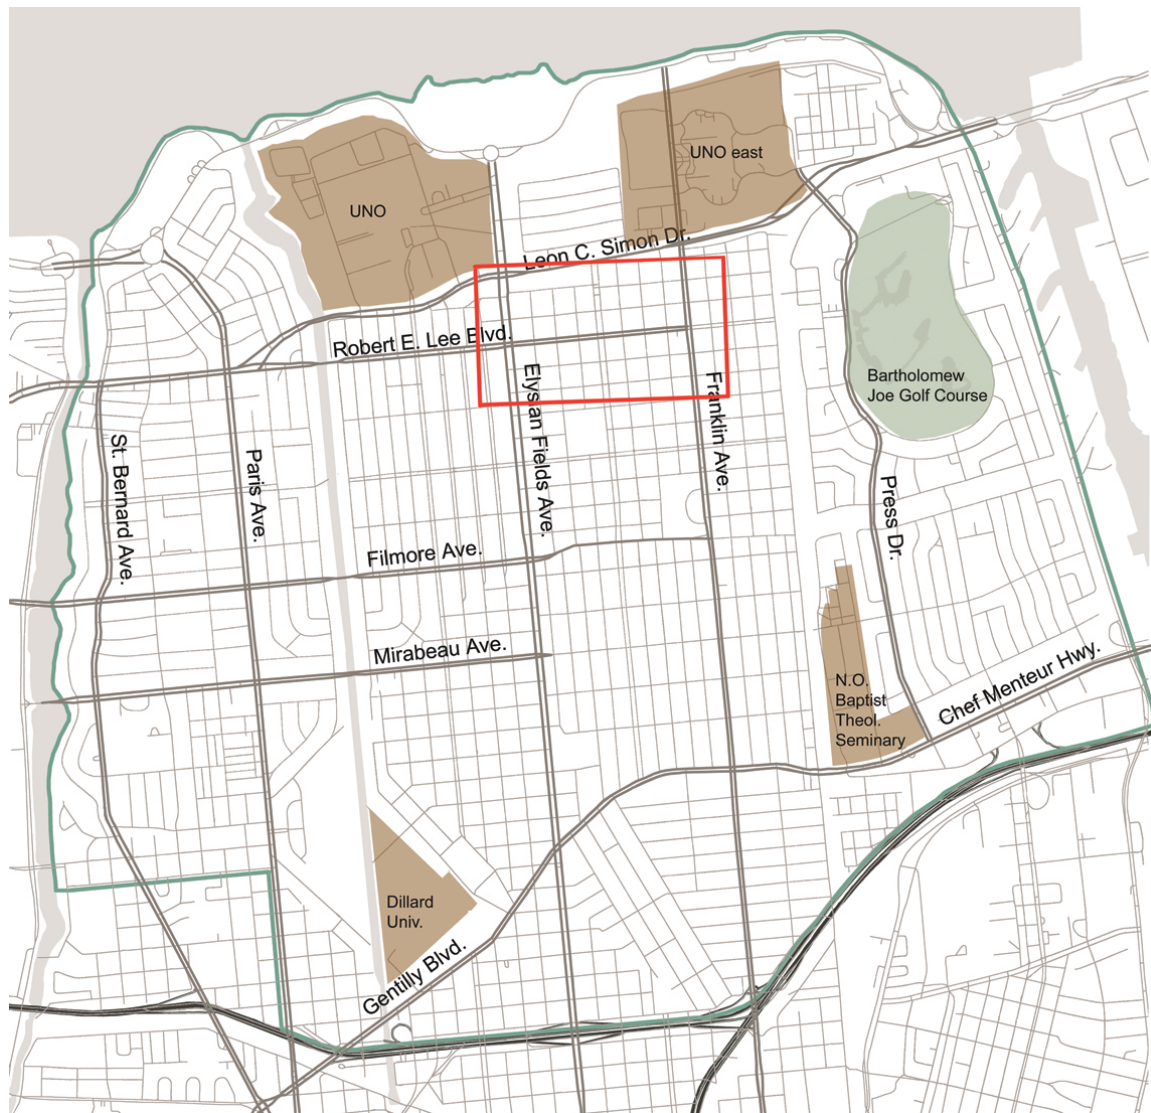 UNO east
UNO
Leon C. Simon Dr.
Robert E. Lee Blvd.
Bartholomew
Joe Golf Course
Elysian Fields Ave.
Franklin Ave.
St. Bernard Ave.
Paris Ave.
Press Dr.
Filmore Ave.
Mirabeau Ave.
N.O.
Baptist
Theol.
Seminary
Chef Menteur Hwy.
Dillard
Univ.
Gentilly Blvd.